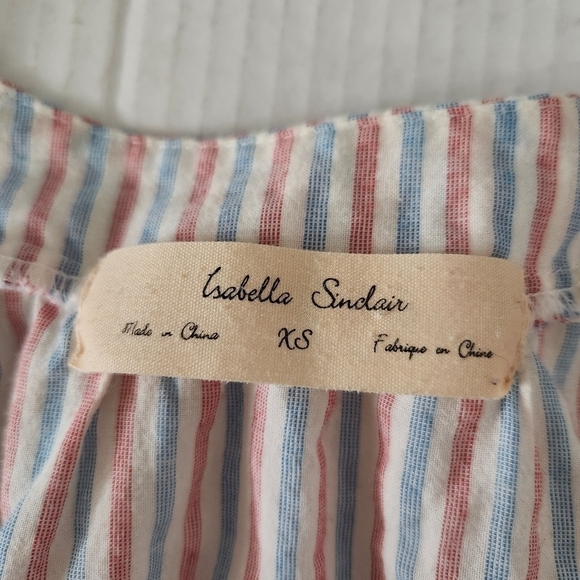 Isabella Sinclair
Made in China XS Fabrique en Chine